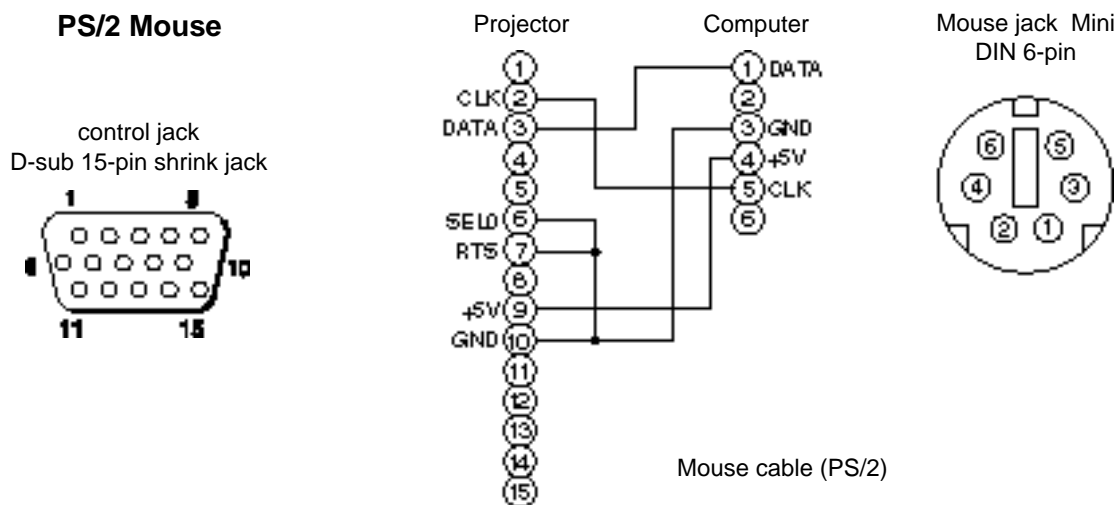 PS/2 Mouse
control jack
D-sub 15-pin shrink jack
1 5
6 10
11 15
Projector
1
CLK 2
DATA 3
4
5
SEL0 6
RTS 7
8
+5V 9
GND 10
11
12
13
14
15
Computer
1 DATA
2
3 GND
4 +5V
5 CLK
6
Mouse cable (PS/2)
Mouse jack Mini
DIN 6-pin
6 5
4 3
2 1